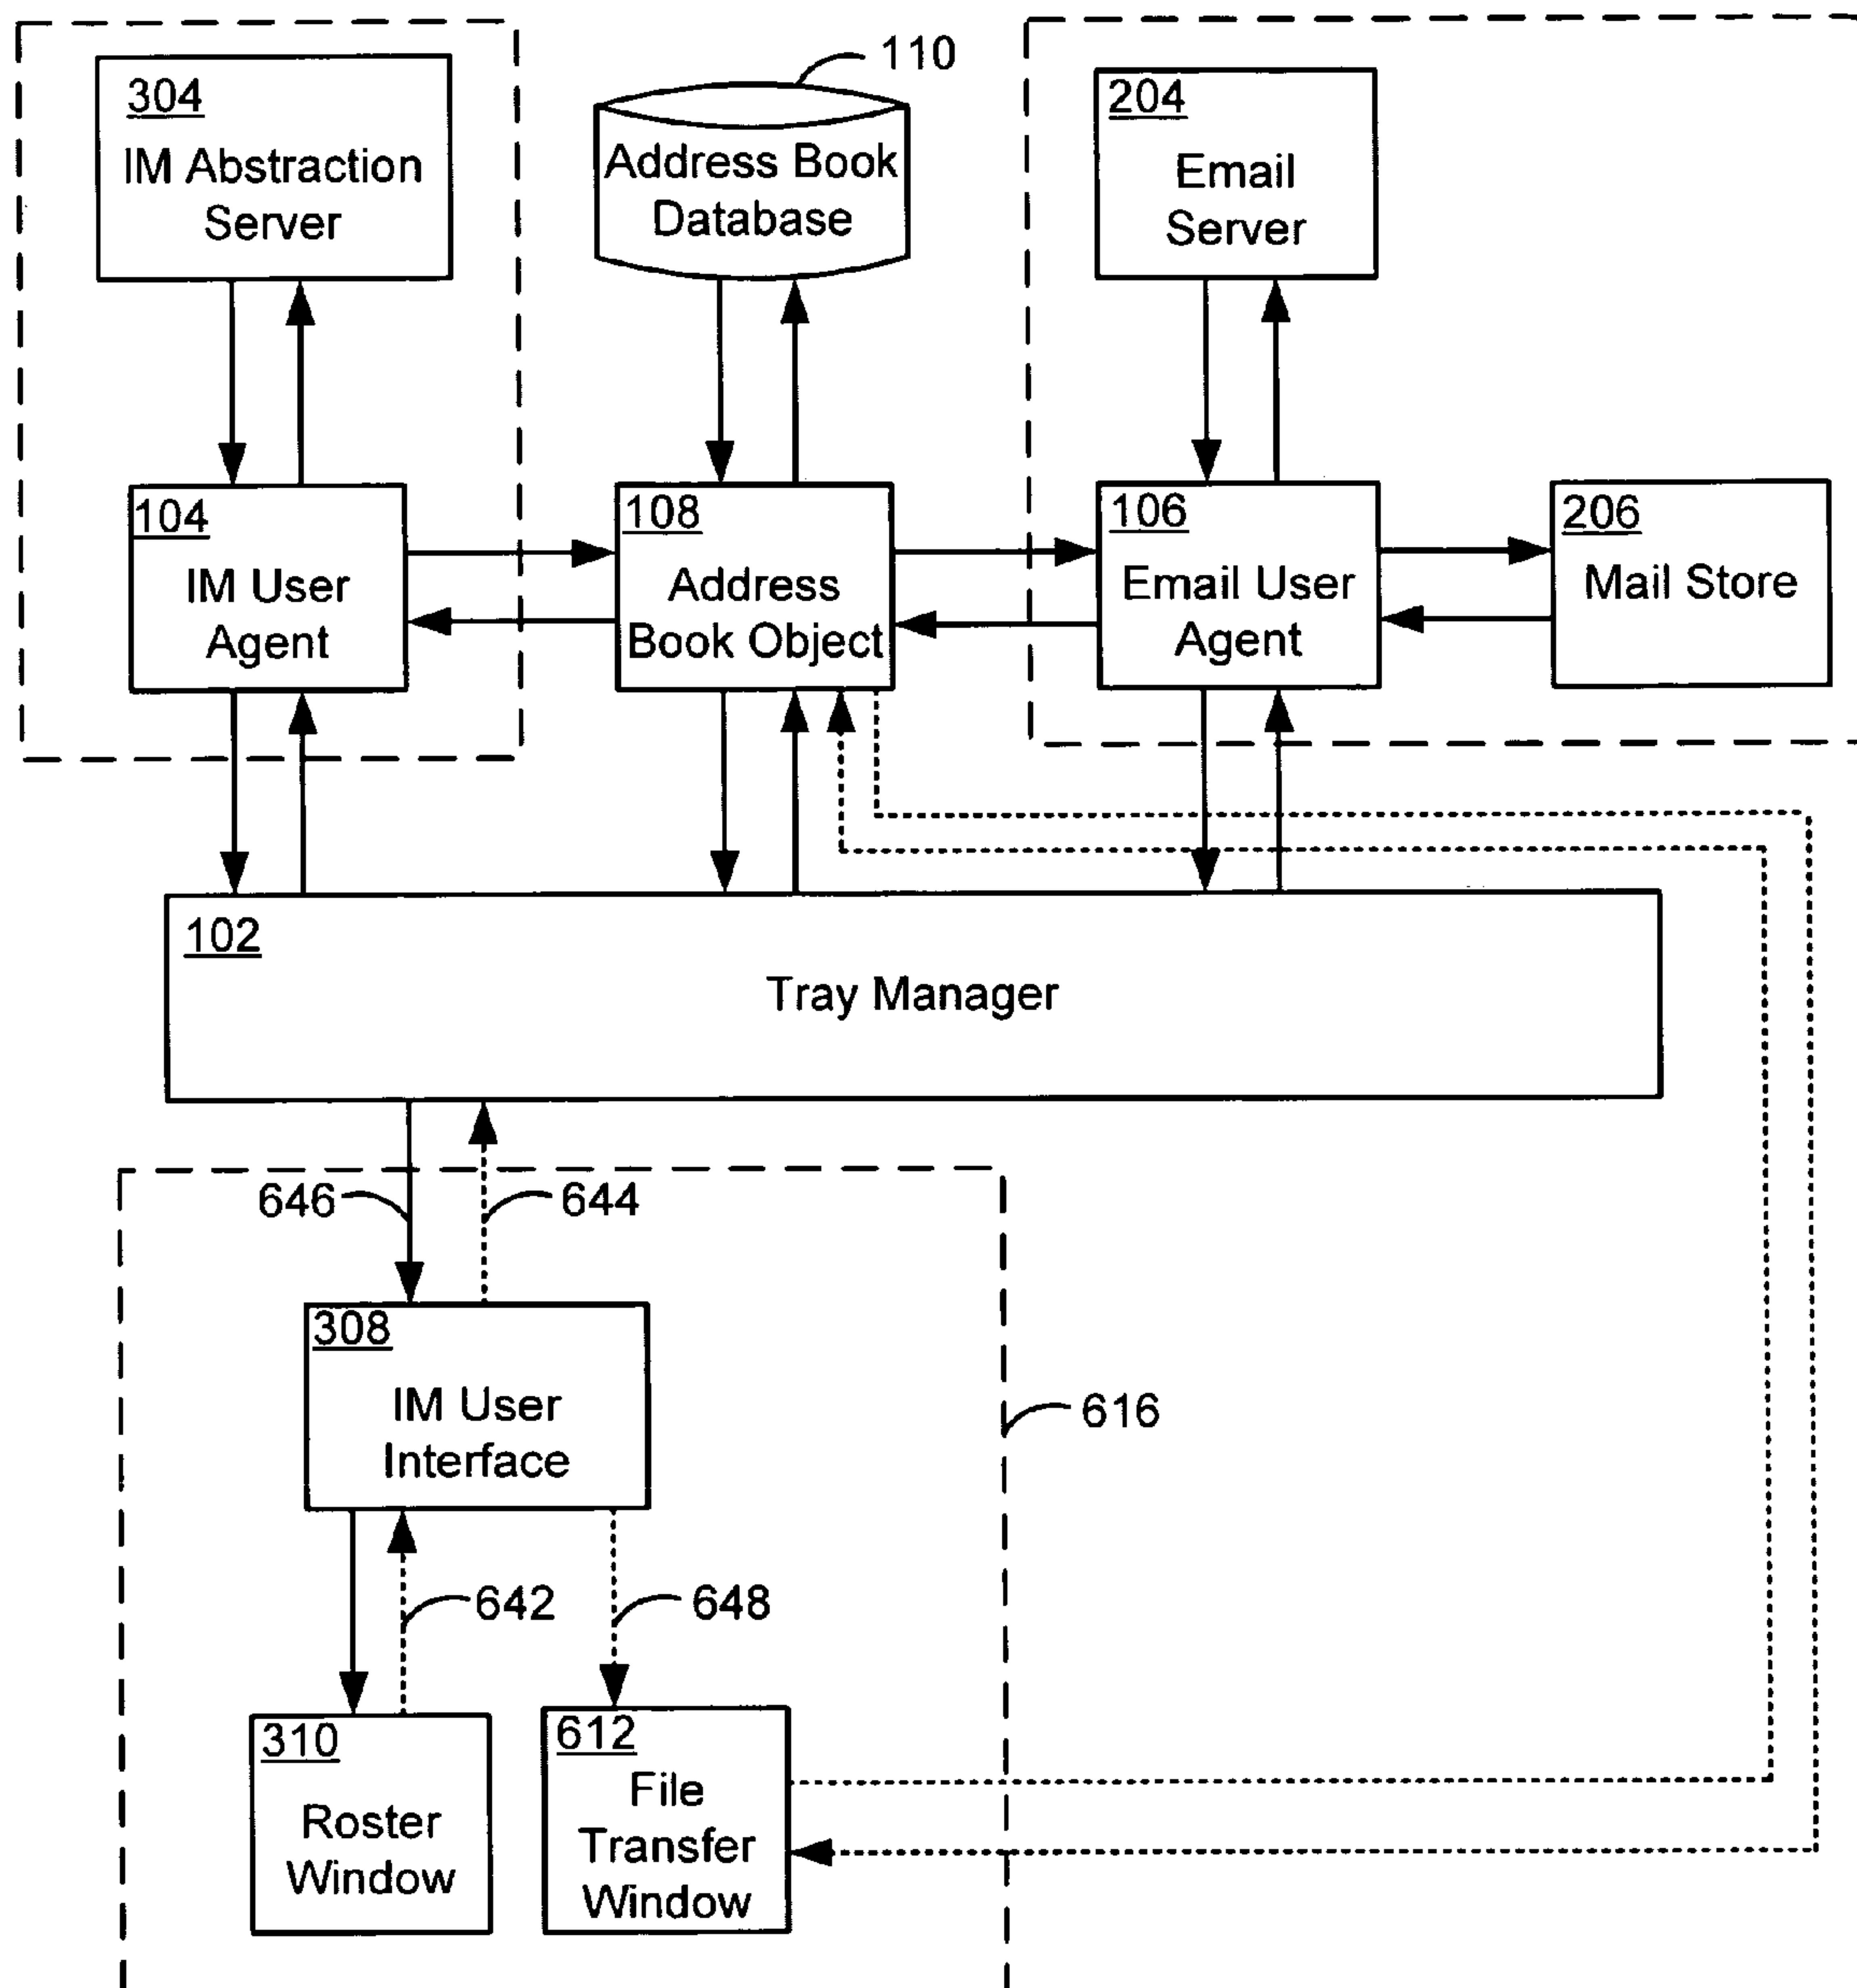 110
304
IM Abstraction
Server
Address Book
Database
204
Email
Server
104
IM User
Agent
108
Address
Book Object
106
Email User
Agent
206
Mail Store
102
Tray Manager
646
644
308
IM User
Interface
616
642
648
310
Roster
Window
612
File
Transfer
Window